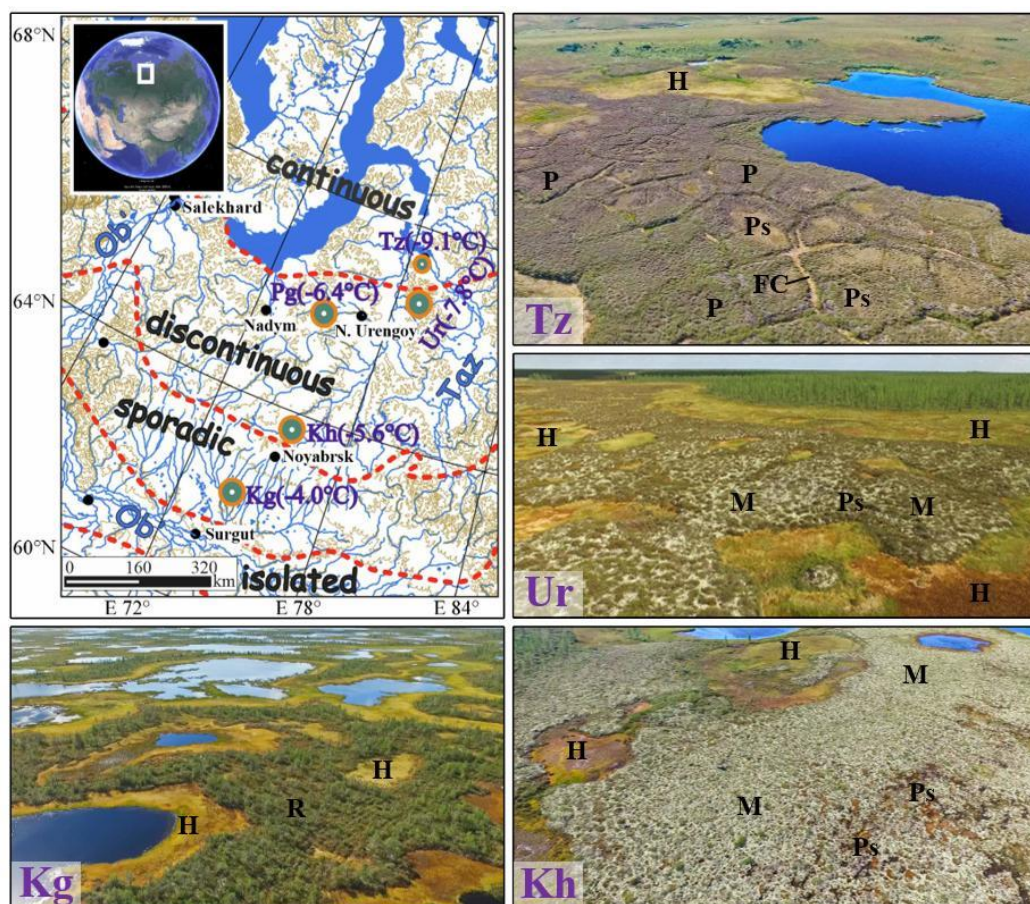 68°N
continuous
Salekhard
Ob'
Tz(-9.1°C)
Pg(-6.4°C)
Ur(-7.8°C)
64°N
Nadym
N. Urengoy
discontinuous
Taz
sporadic
Kh(-5.6°C)
Noyabrsk
Kg(-4.0°C)
Ob
Surgut
60°N
0 160 320
km
isolated
E 72° E 78° E 84°
H
P P
Ps
FC
P Ps
Tz
H H
M Ps M
Ur H
H
R
H
Kg
H
M
H
Ps
M
Ps
Kh